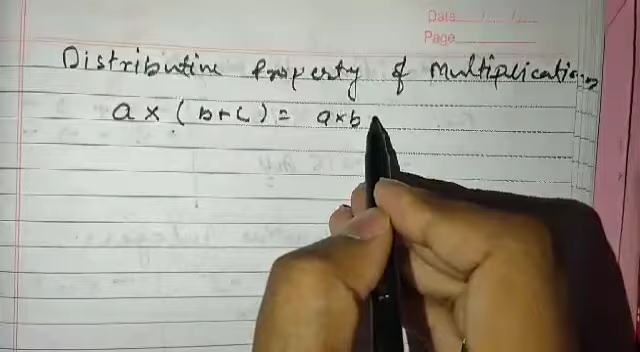 Date
Page
Distributive Property of Multiplication
a × (b+c) = a×b